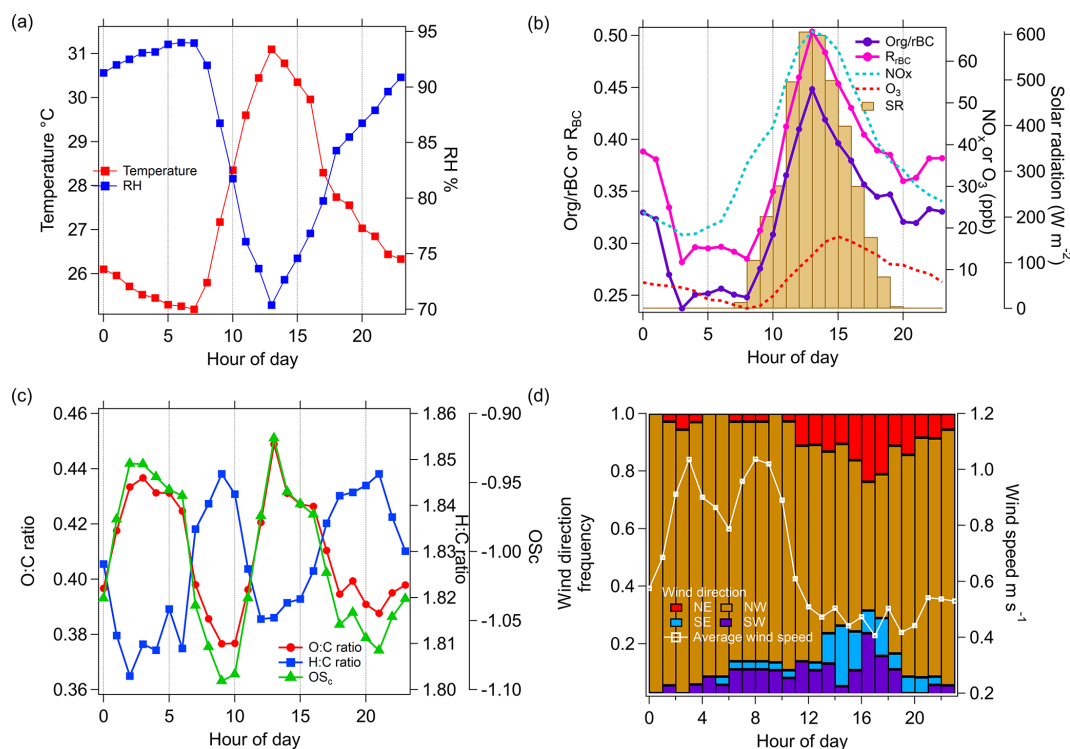 (a)
31
30
29
28
27
26
Temperature °C
95
90
85
80
75
70
RH %
Temperature
RH
0
5
10
15
20
Hour of day
(b)
0.50
0.45
0.40
0.35
0.30
0.25
Org/rBC or R_BC
Org/rBC
R_rBC
NOx
O_3
SR
60
50
40
30
20
10
0
NO_x or O_3 (ppb)
600
500
400
300
200
100
0
Solar radiation (W m^-2)
0
5
10
15
20
Hour of day
(c)
0.46
0.44
0.42
0.40
0.38
0.36
O:C ratio
1.86
1.85
1.84
1.83
1.82
1.81
1.80
H:C ratio
-0.90
-0.95
-1.00
-1.05
-1.10
OSc
O:C ratio
H:C ratio
OS_c
0
5
10
15
20
Hour of day
(d)
1.0
0.8
0.6
0.4
0.2
Wind direction
frequency
Wind direction
NE NW
SE SW
Average wind speed
1.2
1.0
0.8
0.6
0.4
0.2
Wind speed m s^-1
0
4
8
12
16
20
Hour of day